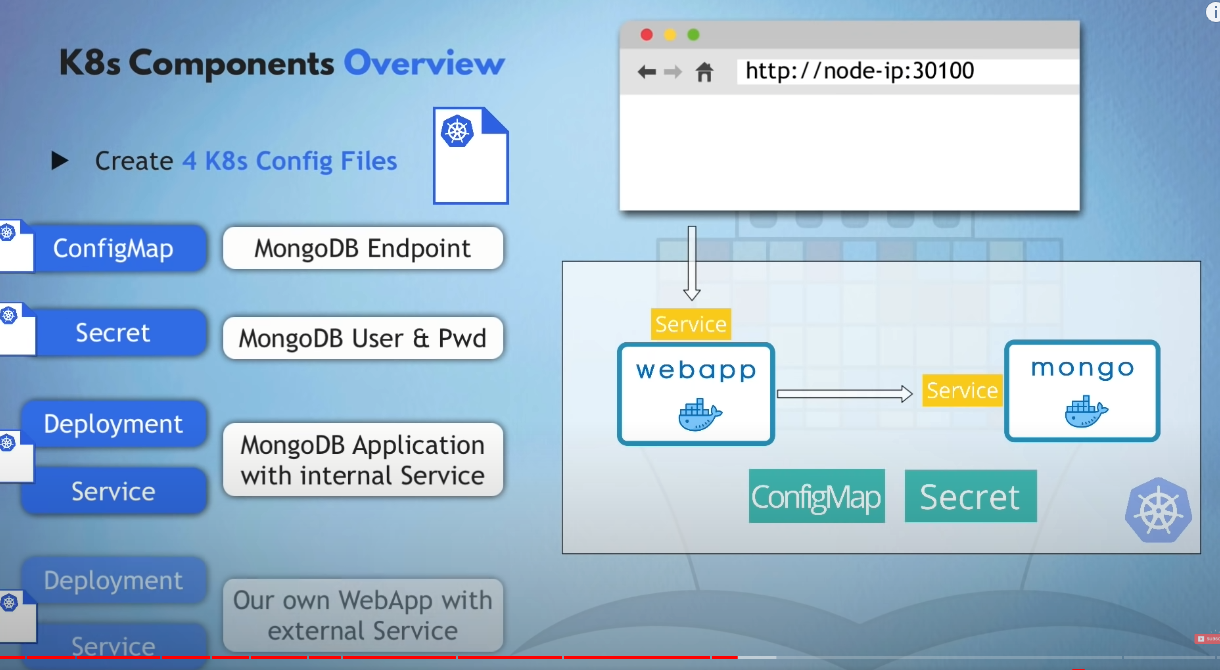 K8s Components Overview
Create 4 K8s Config Files
ConfigMap
MongoDB Endpoint
Secret
MongoDB User & Pwd
Deployment
Service
MongoDB Application
with internal Service
Deployment
Service
Our own WebApp with
external Service
http://node-ip:30100
Service
webapp
Service
mongo
ConfigMap
Secret